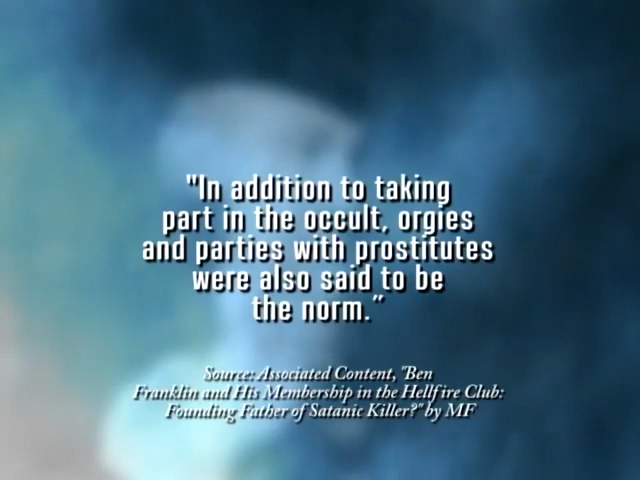 "In addition to taking
part in the occult, orgies
and parties with prostitutes
were also said to be
the norm."
Source: Associated Content, "Ben
Franklin and His Membership in the Hellfire Club:
Founding Father of Satanic Killer?" by MF